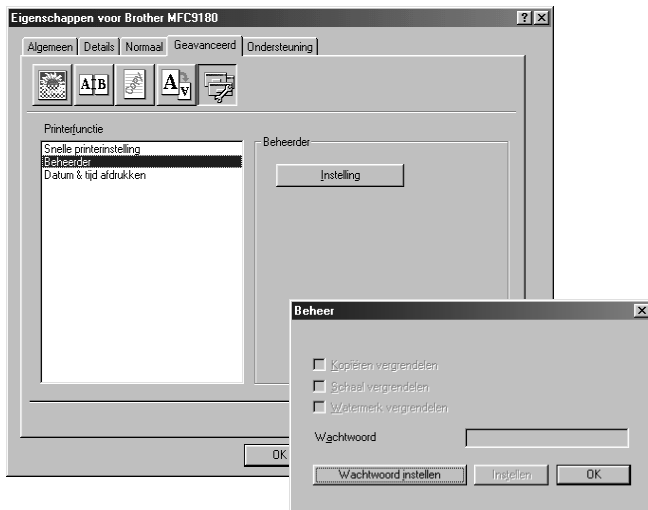 Eigenschappen voor Brother MFC9180
Algemeen Details Normaal Geavanceerd Ondersteuning
Printerfunctie
Snelle printerinstelling
Beheerder
Datum & tijd afdrukken
Beheerder
Instelling
OK
Beheer
Kopiëren vergrendelen
Schaal vergrendelen
Watermerk vergrendelen
Wachtwoord
Wachtwoord instellen Instellen OK